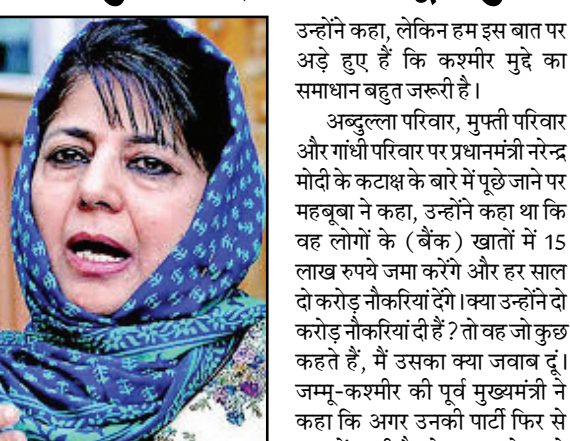 उन्होंने कहा, लेकिन हम इस बात पर
अड़े हुए हैं कि कश्मीर मुद्दे का
समाधान बहुत जरूरी है।
अब्दुल्ला परिवार, मुफ्ती परिवार
और गांधी परिवार पर प्रधानमंत्री नरेन्द्र
मोदी के कटाक्ष के बारे में पूछे जाने पर
महबूबा ने कहा, उन्होंने कहा था कि
वह लोगों के (बैंक) खातों में 15
लाख रुपये जमा करेंगे और हर साल
दो करोड़ नौकरियां देंगे। क्या उन्होंने दो
करोड़ नौकरियां दी हैं? तो वह जो कुछ
कहते हैं, मैं उसका क्या जवाब दूं।
जम्मू-कश्मीर की पूर्व मुख्यमंत्री ने
कहा कि अगर उनकी पार्टी फिर से